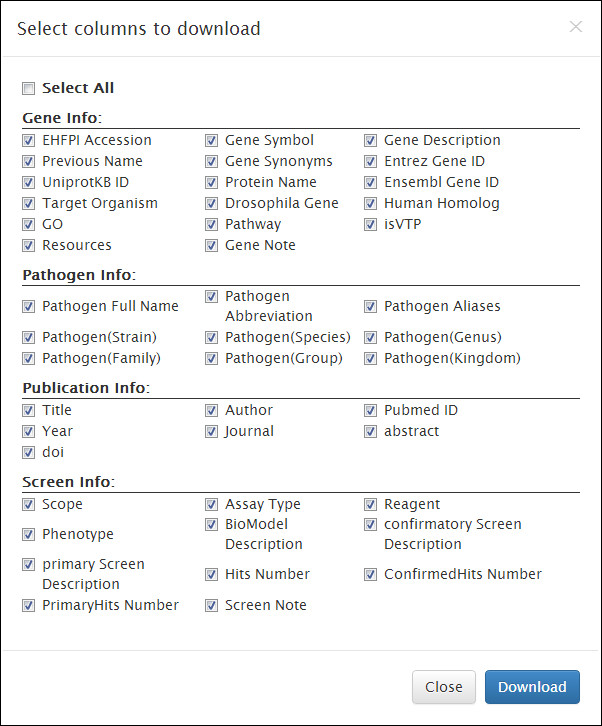 Select columns to download
Select All
Gene Info:
EHFPI Accession Gene Symbol Gene Description
Previous Name Gene Synonyms Entrez Gene ID
UniprotKB ID Protein Name Ensembl Gene ID
Target Organism Drosophila Gene Human Homolog
GO Pathway isVTP
Resources Gene Note
Pathogen Info:
Pathogen Full Name Pathogen Abbreviation Pathogen Aliases
Pathogen(Strain) Pathogen(Species) Pathogen(Genus)
Pathogen(Family) Pathogen(Group) Pathogen(Kingdom)
Publication Info:
Title Author Pubmed ID
Year Journal abstract
doi
Screen Info:
Scope Assay Type Reagent
Phenotype BioModel Description confirmatory Screen Description
primary Screen Description Hits Number ConfirmedHits Number
PrimaryHits Number Screen Note
Close Download